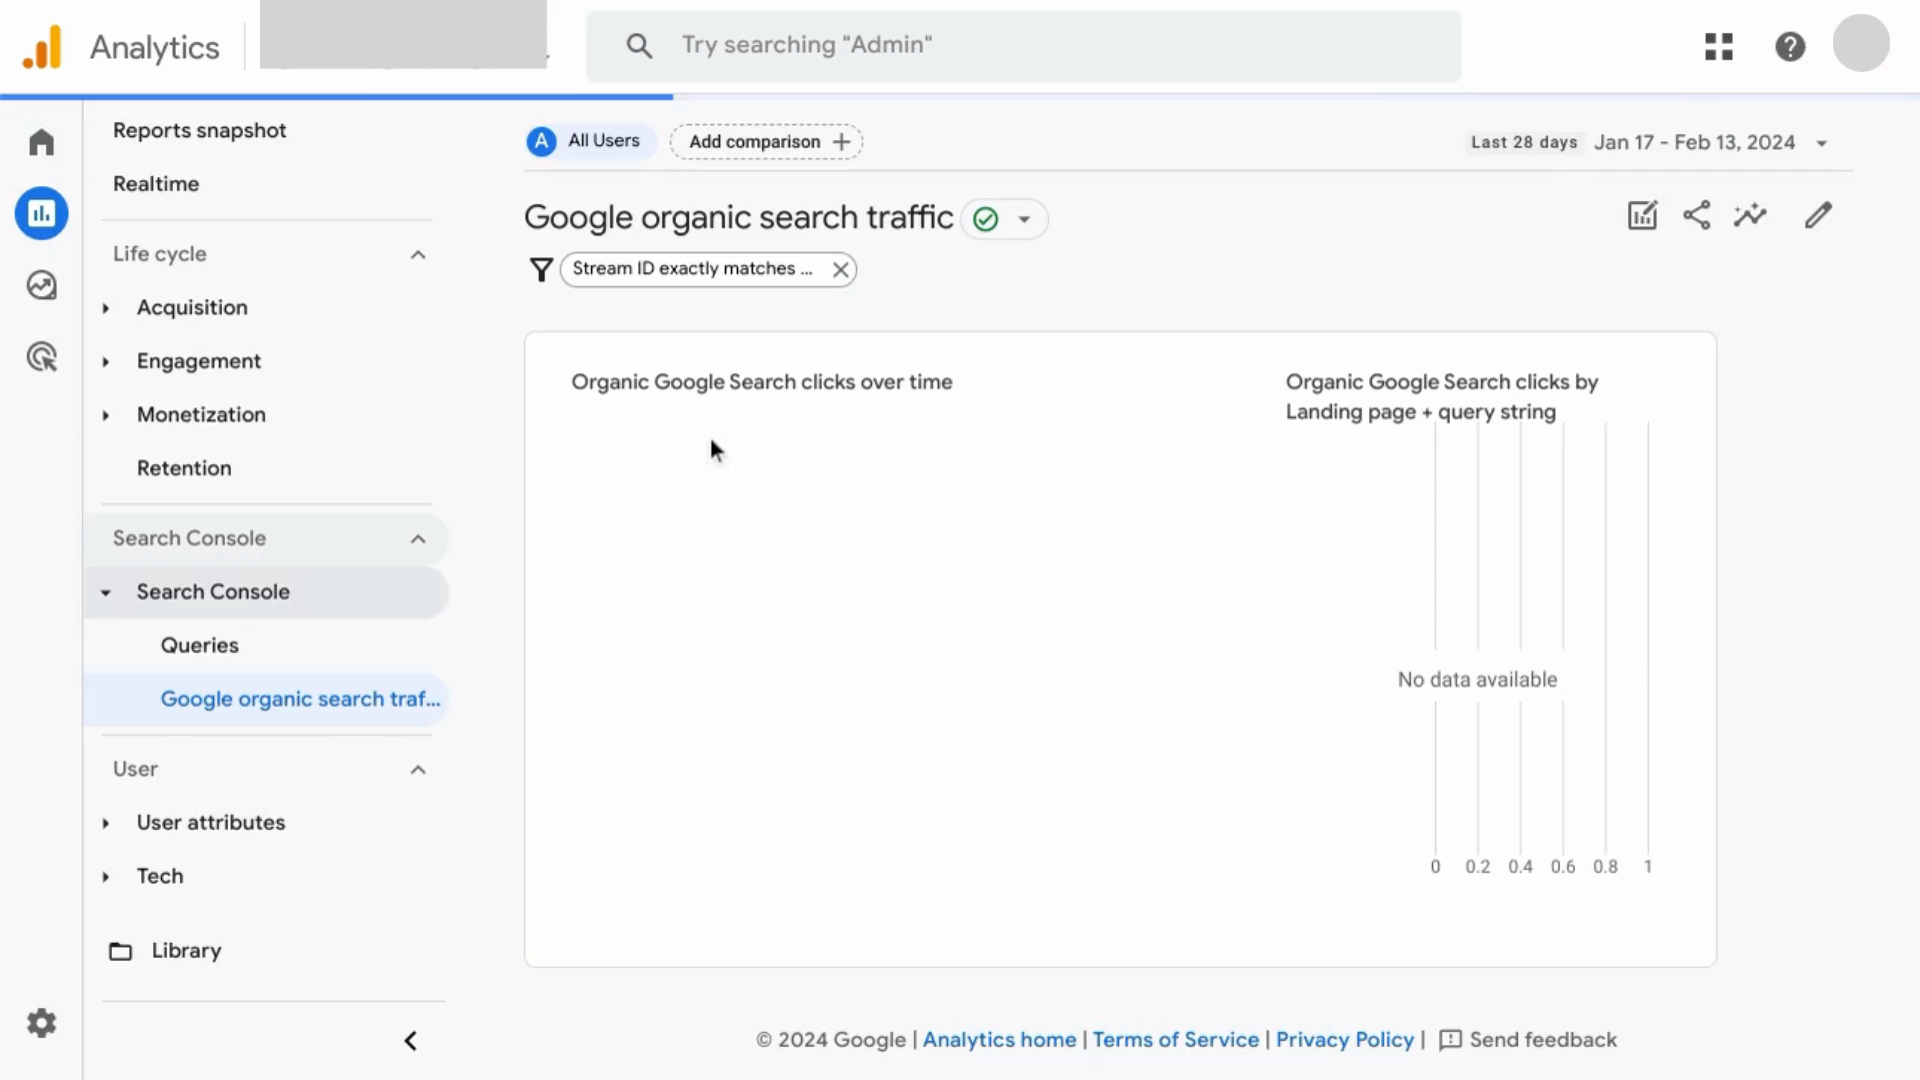 Analytics
Try searching "Admin"
Reports snapshot
Realtime
Life cycle
Acquisition
Engagement
Monetization
Retention
Search Console
Search Console
Queries
Google organic search traf...
User
User attributes
Tech
Library
A All Users
Add comparison
Last 28 days Jan 17 - Feb 13, 2024
Google organic search traffic
Stream ID exactly matches ...
Organic Google Search clicks over time
Organic Google Search clicks by
Landing page + query string
No data available
0 0.2 0.4 0.6 0.8 1
© 2024 Google | Analytics home | Terms of Service | Privacy Policy | Send feedback